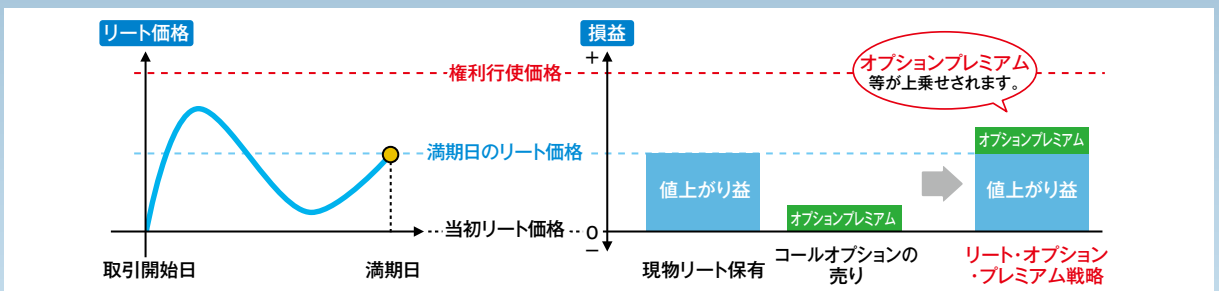 リート価格
損益
+
権利行使価格
オプションプレミアム
等が上乗せされます。
満期日のリート価格
オプションプレミアム
値上がり益
値上がり益
オプションプレミアム
当初リート価格
0
−
取引開始日
満期日
現物リート保有
コールオプションの
売り
リート・オプション
・プレミアム戦略